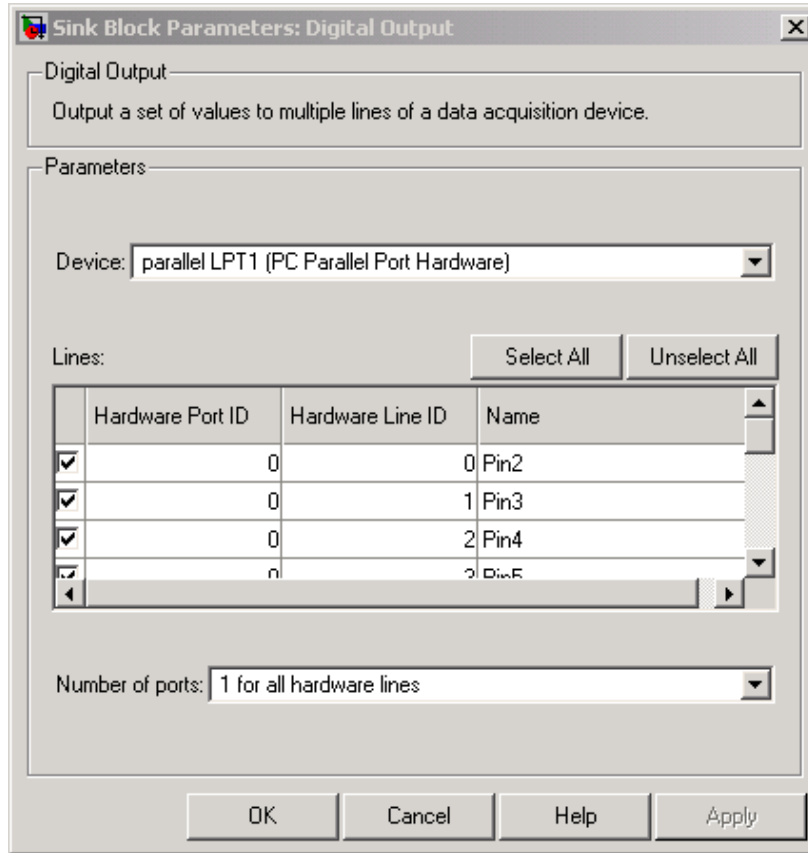 Sink Block Parameters: Digital Output
Digital Output
Output a set of values to multiple lines of a data acquisition device.
Parameters
Device: parallel LPT1 (PC Parallel Port Hardware)
Lines: Select All Unselect All
Hardware Port ID Hardware Line ID Name
0 0 Pin2
0 1 Pin3
0 2 Pin4
0 3 Pin5
Number of ports: 1 for all hardware lines
OK Cancel Help Apply